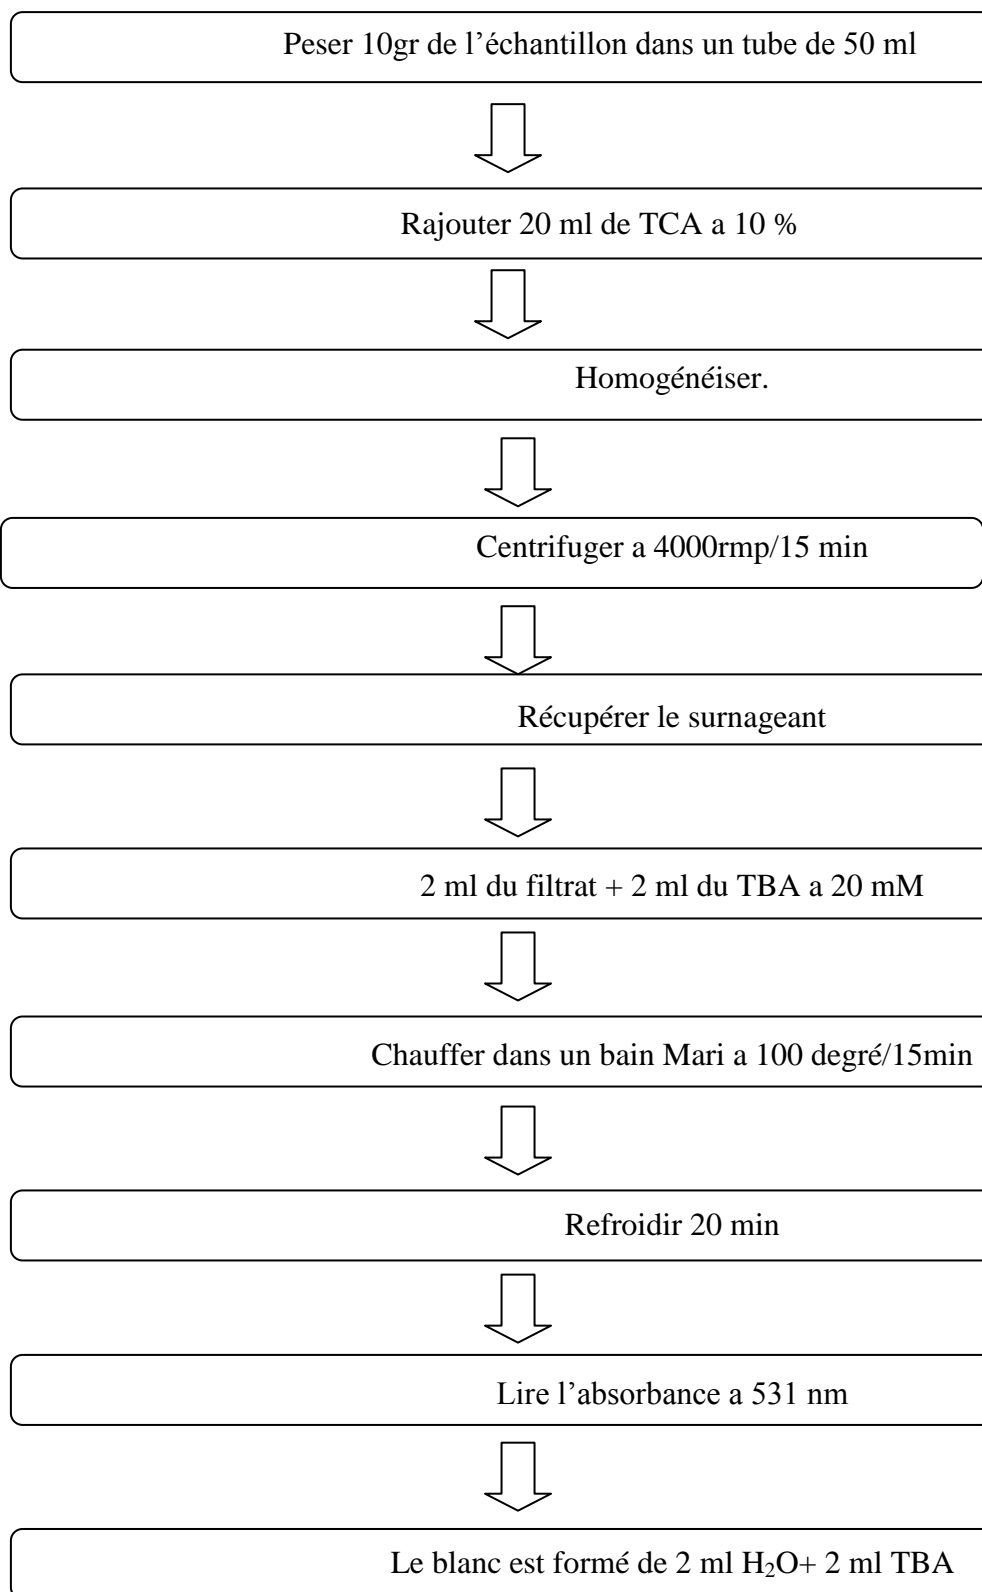 Peser 10gr de l’échantillon dans un tube de 50 ml
Rajouter 20 ml de TCA a 10 %
Homogénéiser.
Centrifuger a 4000rmp/15 min
Récupérer le surnageant
2 ml du filtrat + 2 ml du TBA a 20 mM
Chauffer dans un bain Mari a 100 degré/15min
Refroidir 20 min
Lire l’absorbance a 531 nm
Le blanc est formé de 2 ml H₂O+ 2 ml TBA